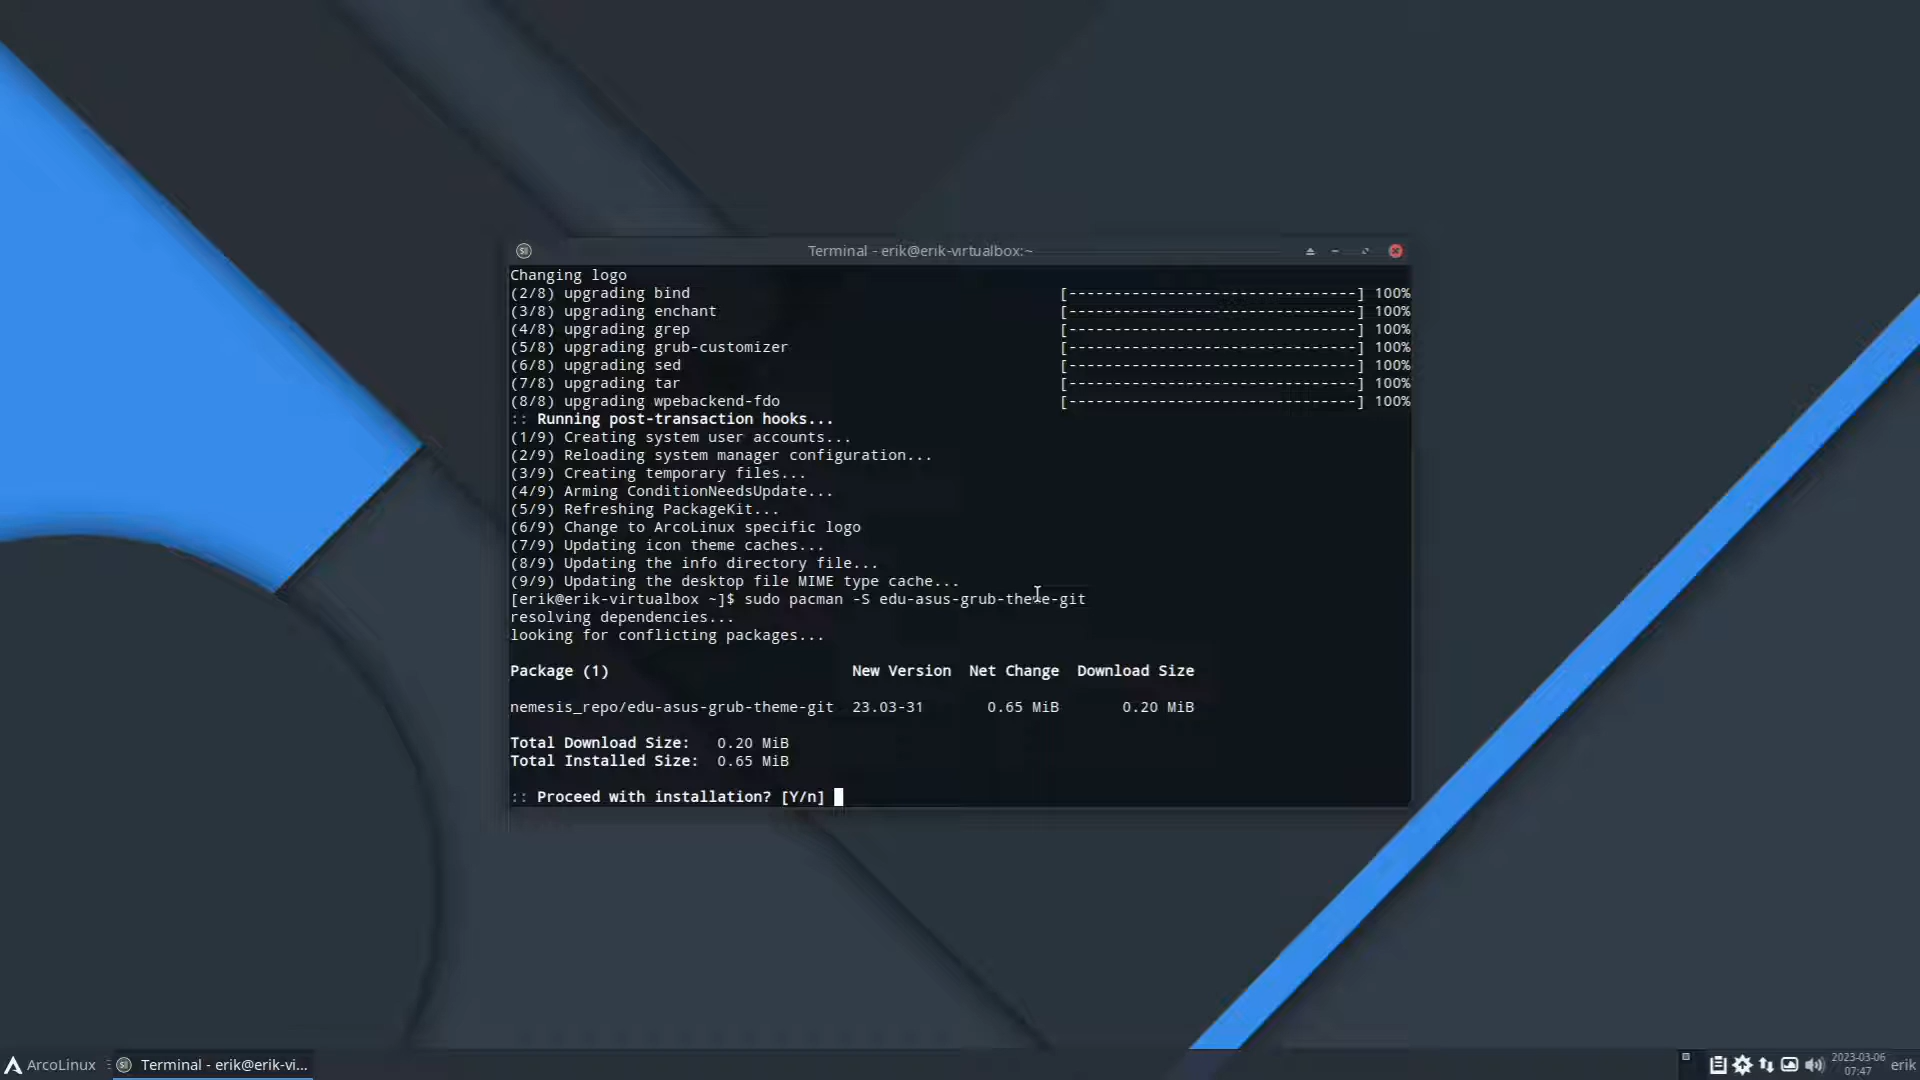 Terminal - erik@erik-virtualbox:~
Changing logo
(2/8) upgrading bind [--------------------------------] 100%
(3/8) upgrading enchant [--------------------------------] 100%
(4/8) upgrading grep [--------------------------------] 100%
(5/8) upgrading grub-customizer [--------------------------------] 100%
(6/8) upgrading sed [--------------------------------] 100%
(7/8) upgrading tar [--------------------------------] 100%
(8/8) upgrading wpebackend-fdo [--------------------------------] 100%
:: Running post-transaction hooks...
(1/9) Creating system user accounts...
(2/9) Reloading system manager configuration...
(3/9) Creating temporary files...
(4/9) Arming ConditionNeedsUpdate...
(5/9) Refreshing PackageKit...
(6/9) Change to ArcoLinux specific logo
(7/9) Updating icon theme caches...
(8/9) Updating the info directory file...
(9/9) Updating the desktop file MIME type cache...
[erik@erik-virtualbox ~]$ sudo pacman -S edu-asus-grub-theme-git
resolving dependencies...
looking for conflicting packages...
Package (1) New Version Net Change Download Size
nemesis_repo/edu-asus-grub-theme-git 23.03-31 0.65 MiB 0.20 MiB
Total Download Size: 0.20 MiB
Total Installed Size: 0.65 MiB
:: Proceed with installation? [Y/n]
ArcoLinux
Terminal - erik@erik-vi...
2023-03-06
07:47
erik